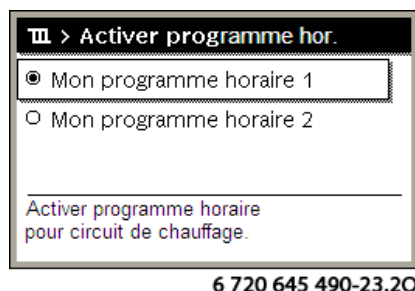 > Activer programme hor.
Mon programme horaire 1
Mon programme horaire 2
Activer programme horaire
pour circuit de chauffage.
6 720 645 490-23.2O